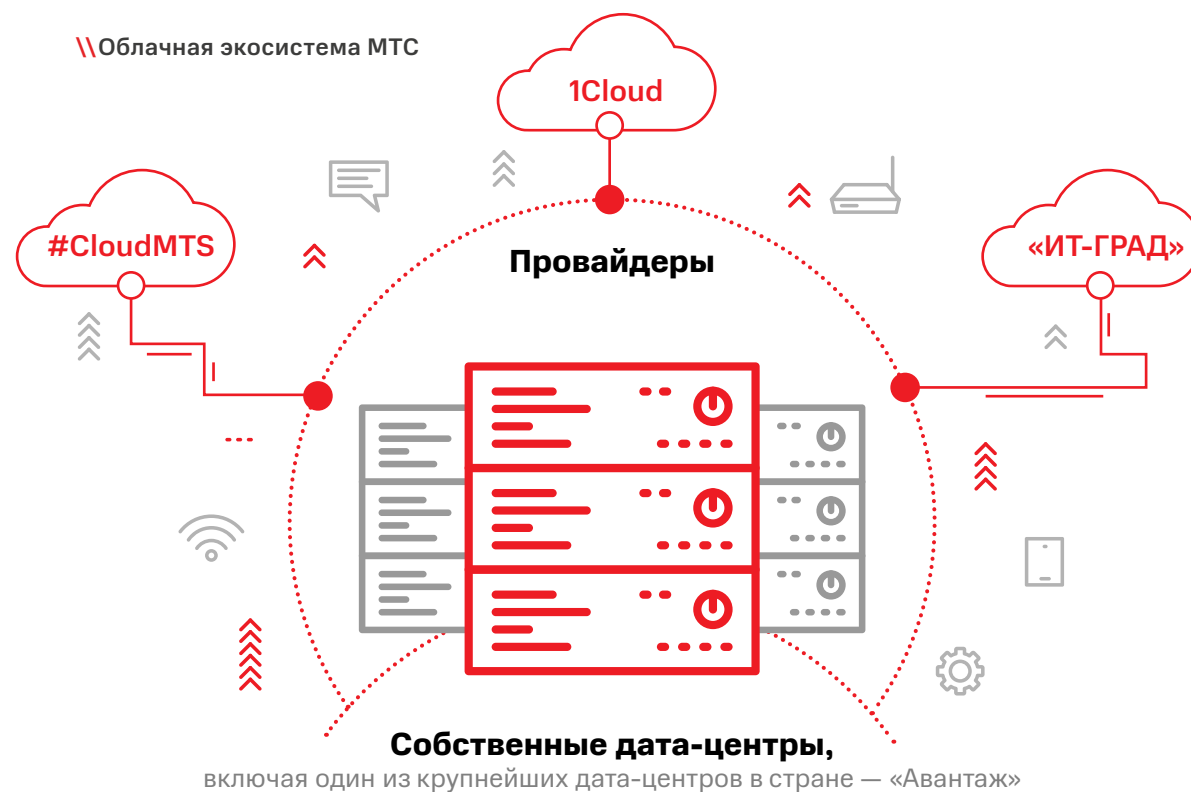 \\Облачная экосистема МТС
1Cloud
#CloudMTS
«ИТ-ГРАД»
Провайдеры
Собственные дата-центры,
включая один из крупнейших дата-центров в стране — «Авантаж»